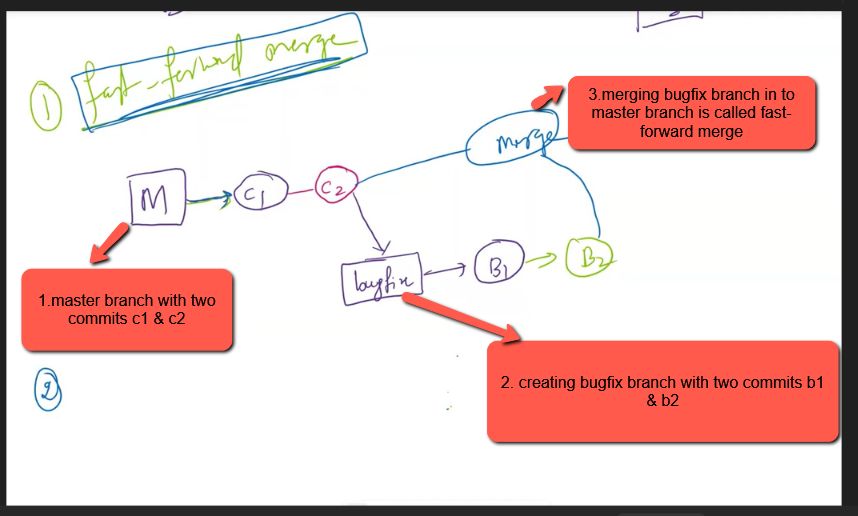 1 fast-forward merge
3.merging bugfix branch in to
master branch is called fast-
forward merge
merge
M C1 C2
bugfix B1 B2
1.master branch with two
commits c1 & c2
2. creating bugfix branch with two commits b1
& b2
2